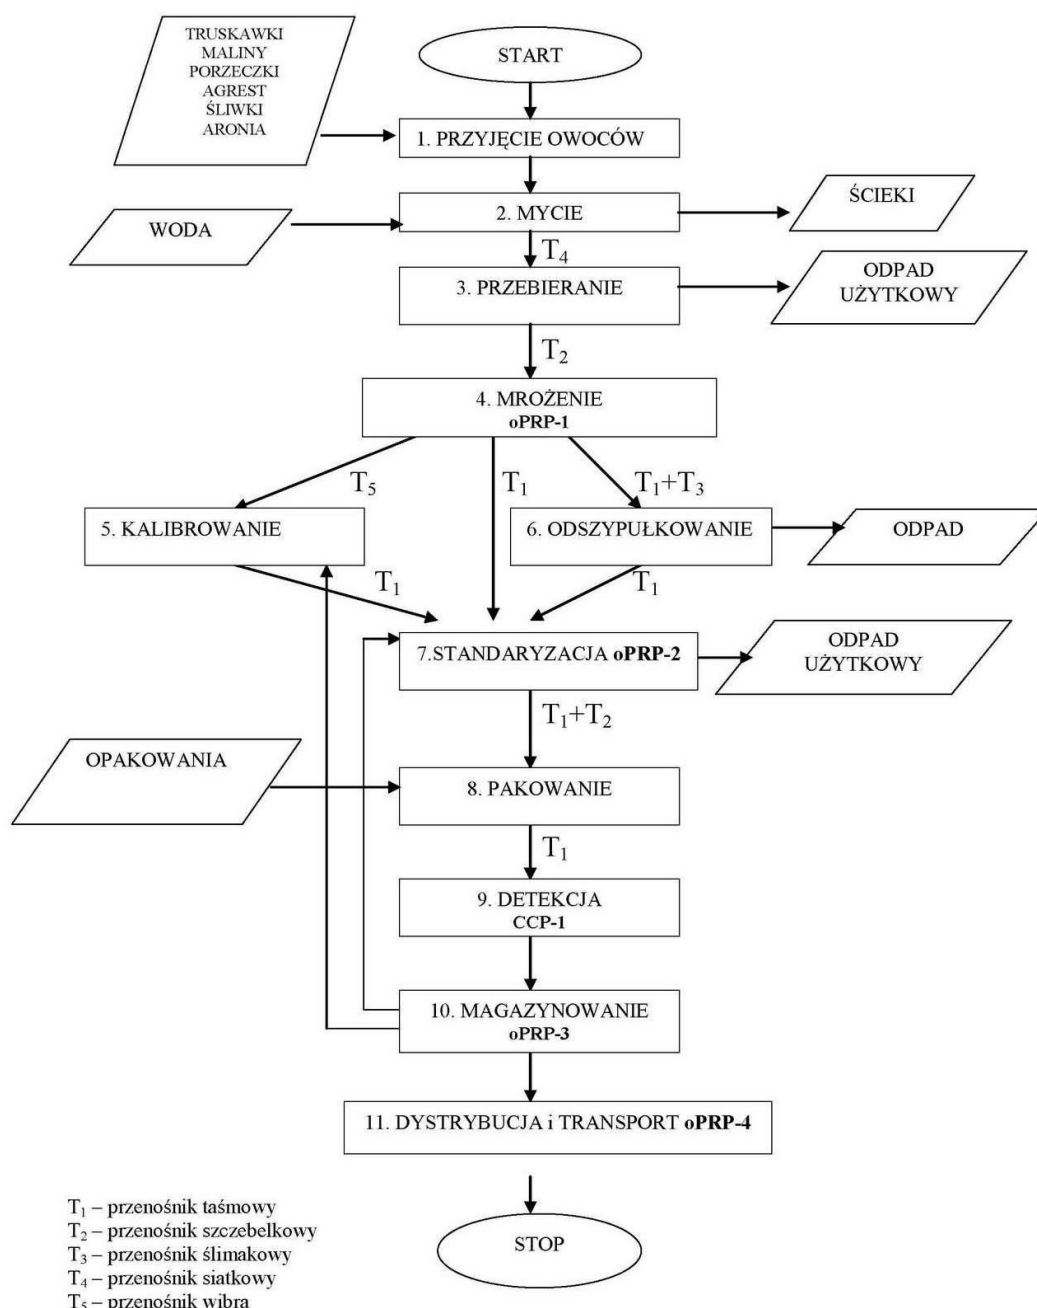 TRUSKAWKI
MALINY
PORZECZKI
AGREST
ŚLIWKI
ARONIA
START
1. PRZYJĘCIE OWOCÓW
WODA
2. MYCIE
ŚCIEKI
T4
3. PRZEBIERANIE
ODPAD
UŻYTKOWY
T2
4. MROŻENIE
oPRP-1
T5
T1
T1+T3
5. KALIBROWANIE
6. ODSZYPUŁKOWANIE
ODPAD
T1
T1
7.STANDARYZACJA oPRP-2
ODPAD
UŻYTKOWY
T1+T2
OPAKOWANIA
8. PAKOWANIE
T1
9. DETEKCJA
CCP-1
10. MAGAZYNOWANIE
oPRP-3
11. DYSTRYBUCJA i TRANSPORT oPRP-4
STOP
T1 – przenośnik taśmowy
T2 – przenośnik szczebelkowy
T3 – przenośnik ślimakowy
T4 – przenośnik siatkowy
T5 – przenośnik wibra